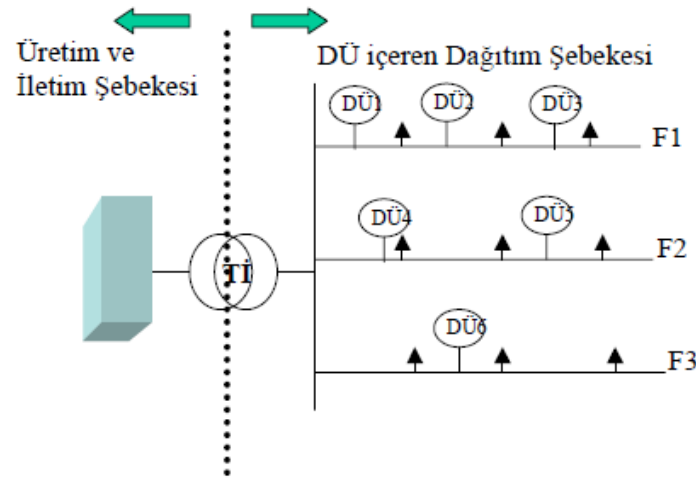 Üretim ve
İletim Şebekesi
DÜ içeren Dağıtım Şebekesi
DÜ1
DÜ2
DÜ3
F1
DÜ4
DÜ5
F2
Tİ
DÜ6
F3